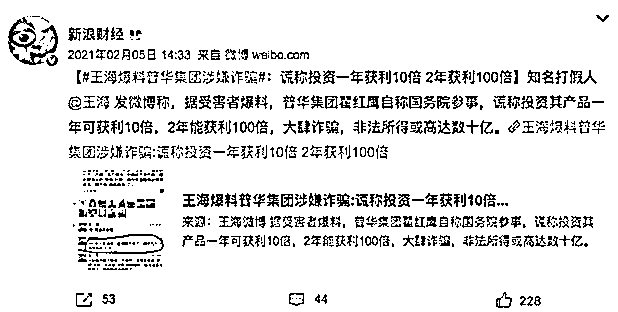 新浪财经
2021年02月05日 14:33 来自 微博 weibo.com
【#王海爆料普华集团涉嫌诈骗#：谎称投资一年获利10倍 2年获利100倍】知名打假人
@王海 发微博称，据受害者爆料，普华集团翟红鹰自称国务院参事，谎称投资其产品一
年可获利10倍，2年能获利100倍，大肆诈骗，非法所得或高达数十亿。王海爆料普华
集团涉嫌诈骗:谎称投资一年获利10倍 2年获利100倍
王海爆料普华集团涉嫌诈骗:谎称投资一年获利10倍...
来源：王海微博 据受害者爆料，普华集团翟红鹰自称国务院参事，谎称投资其
产品一年可获利10倍，2年能获利100倍，大肆诈骗，非法所得或高达数十亿。
53
44
228